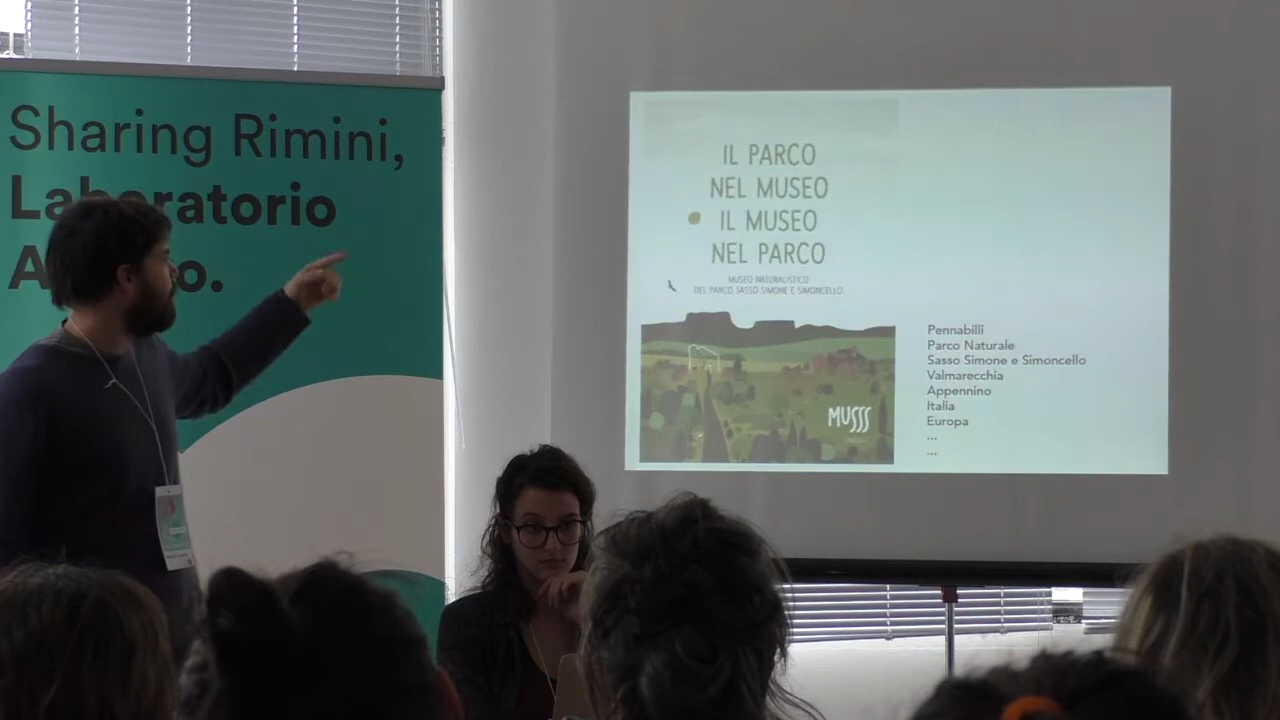 Sharing Rimini,
Laboratorio
IL PARCO
NEL MUSEO
IL MUSEO
NEL PARCO
MUSEO NATURALISTICO
DEL PARCO SASSO SIMONE E SIMONCELLO
MUSSS
Pennabilli
Parco Naturale
Sasso Simone e Simoncello
Valmarecchia
Appennino
Italia
Europa
...
...